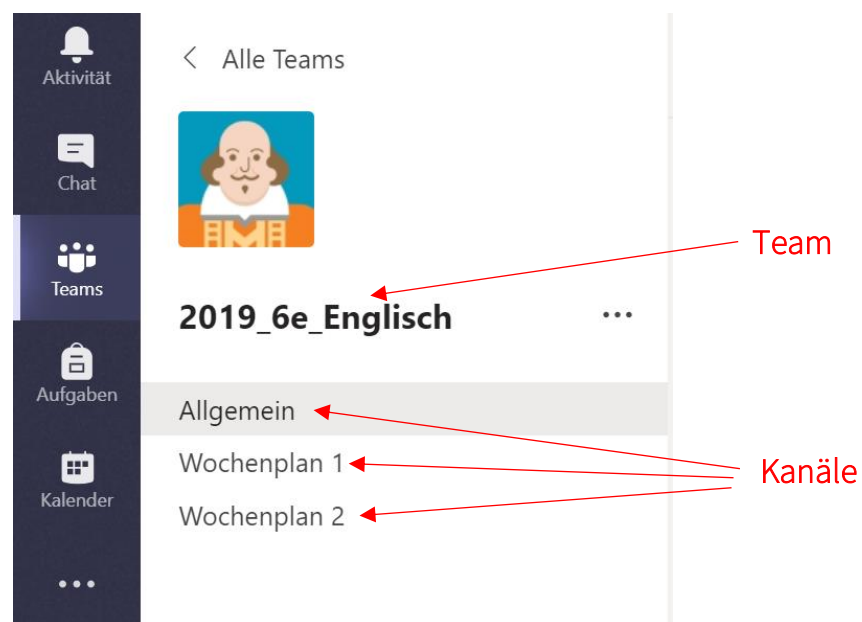 Aktivität
Chat
Teams
Aufgaben
Kalender
Alle Teams
2019_6e_Englisch
Allgemein
Wochenplan 1
Wochenplan 2
Team
Kanäle